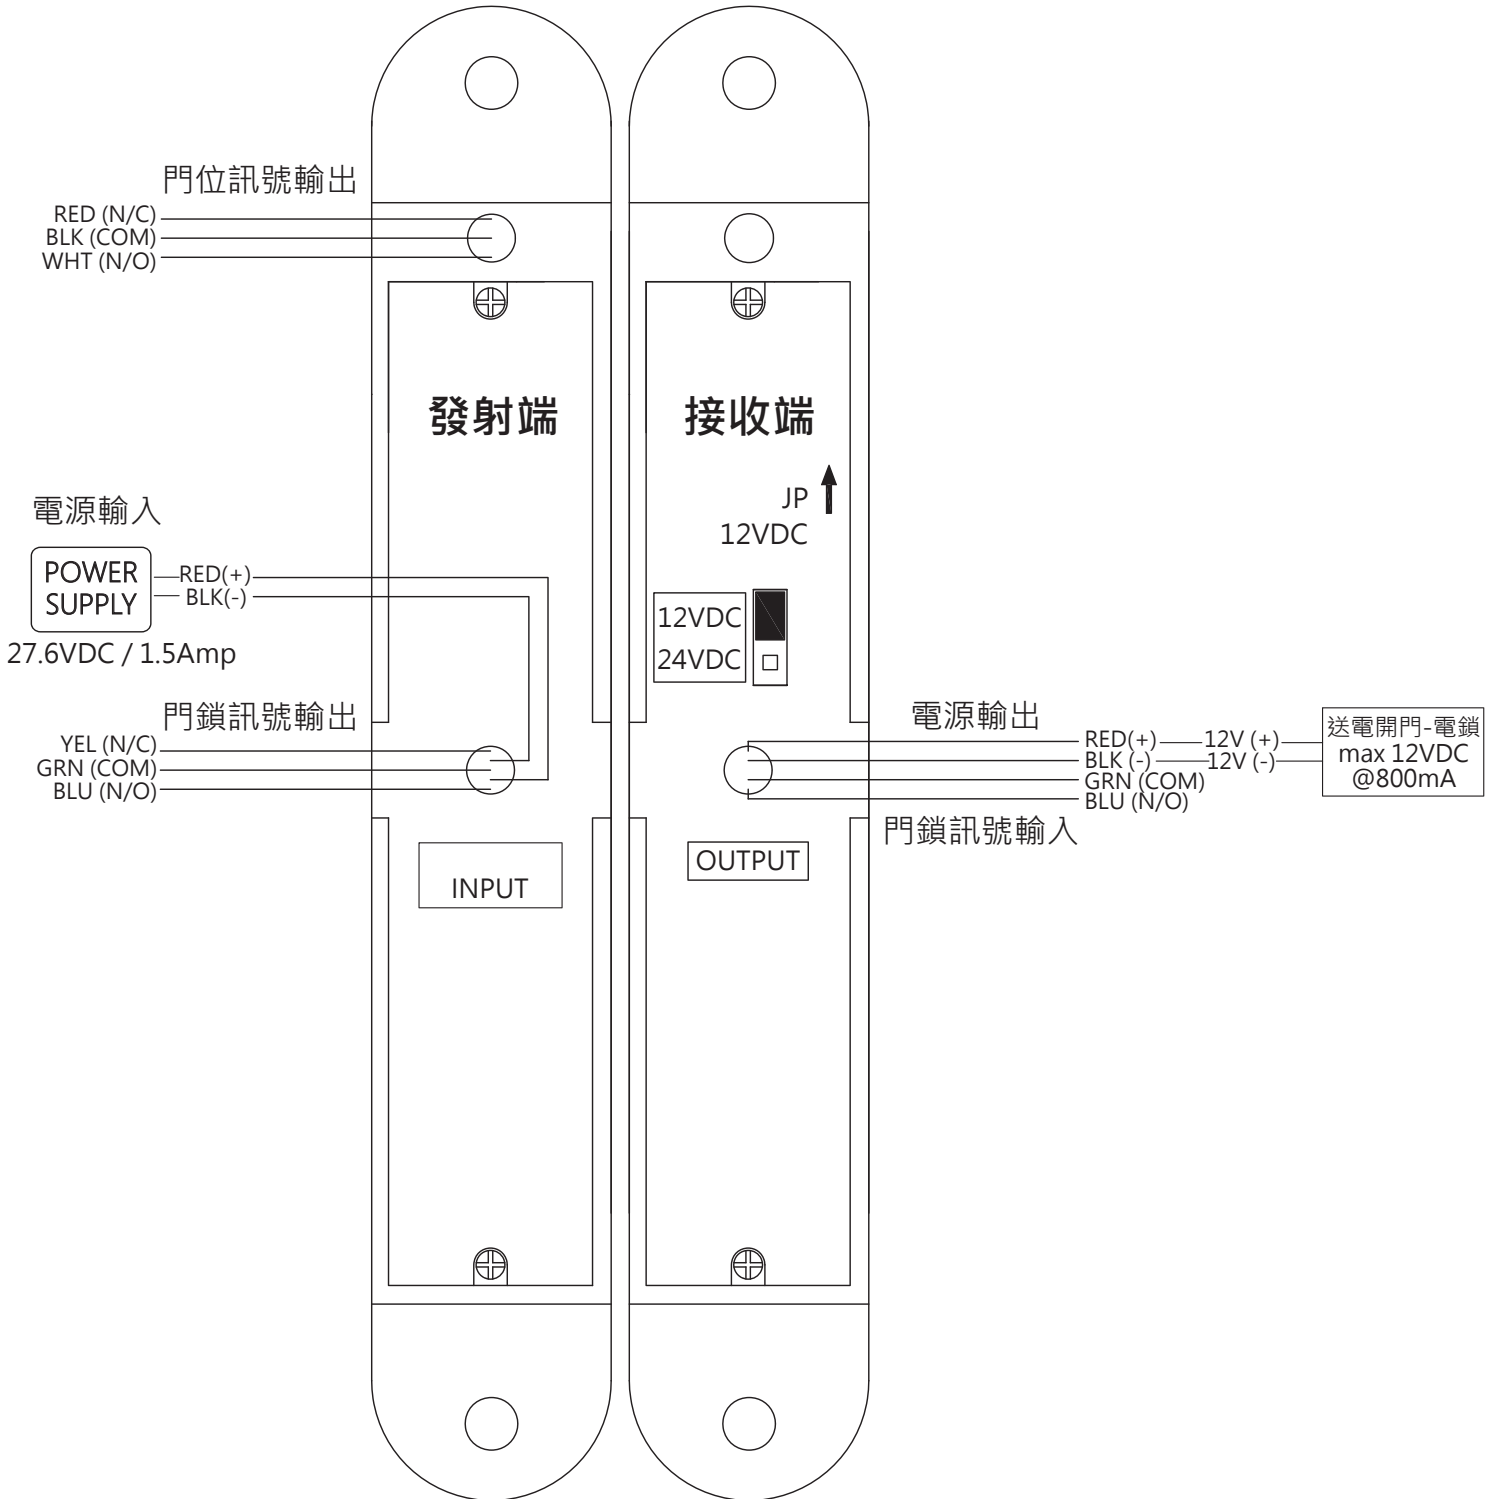 門位訊號輸出
RED (N/C)
BLK (COM)
WHT (N/O)
發射端
接收端
JP
12VDC
電源輸入
POWER
SUPPLY
RED(+)
BLK(-)
27.6VDC / 1.5Amp
12VDC
24VDC
門鎖訊號輸出
YEL (N/C)
GRN (COM)
BLU (N/O)
電源輸出
RED(+)
12V (+)
BLK (-)
12V (-)
GRN (COM)
BLU (N/O)
送電開門-電鎖
max 12VDC
@800mA
門鎖訊號輸入
INPUT
OUTPUT